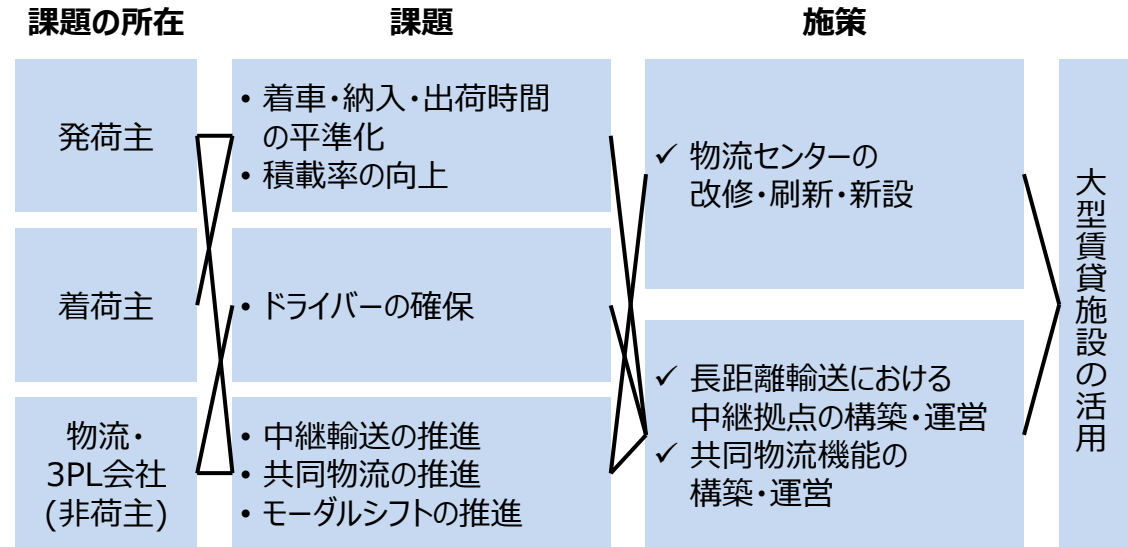 課題の所在
課題
施策
発荷主
着荷主
物流・
3PL会社
(非荷主)
• 着車・納入・出荷時間
の平準化
• 積載率の向上
• ドライバーの確保
• 中継輸送の推進
• 共同物流の推進
• モーダルシフトの推進
✓ 物流センターの
改修・刷新・新設
✓ 長距離輸送における
中継拠点の構築・運営
✓ 共同物流機能の
構築・運営
大型賃貸施設の活用